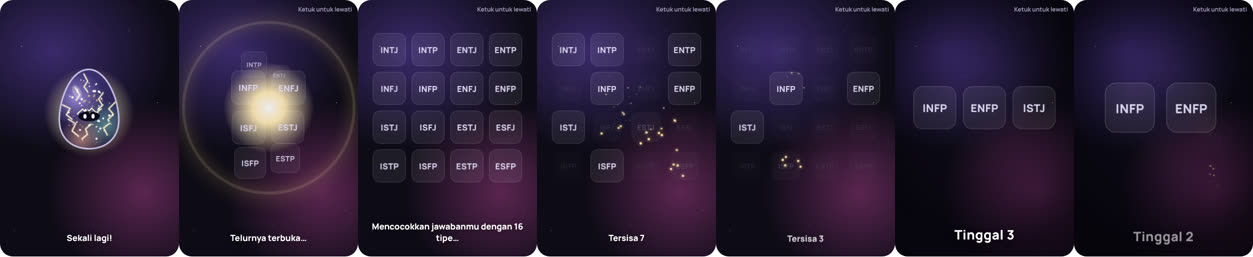 Sekali lagi!
Ketuk untuk lewati
INTP
INFP
ENFJ
ISFJ
ESTJ
ISFP
ESTP
Telurnya terbuka...
Ketuk untuk lewati
INTJ INTP ENTJ ENTP
INFJ INFP ENFJ ENFP
ISTJ ISFJ ESTJ ESFJ
ISTP ISFP ESTP ESFP
Mencocokkan jawabanmu dengan 16
tipe...
Ketuk untuk lewati
INTJ INTP ENTP
INFP ENFP
ISTJ ESTJ
ISFP
Tersisa 7
Ketuk untuk lewati
INFP ENFP
ISTJ
Tersisa 3
Ketuk untuk lewati
INFP ENFP ISTJ
Tinggal 3
Ketuk untuk lewati
INFP ENFP
Tinggal 2